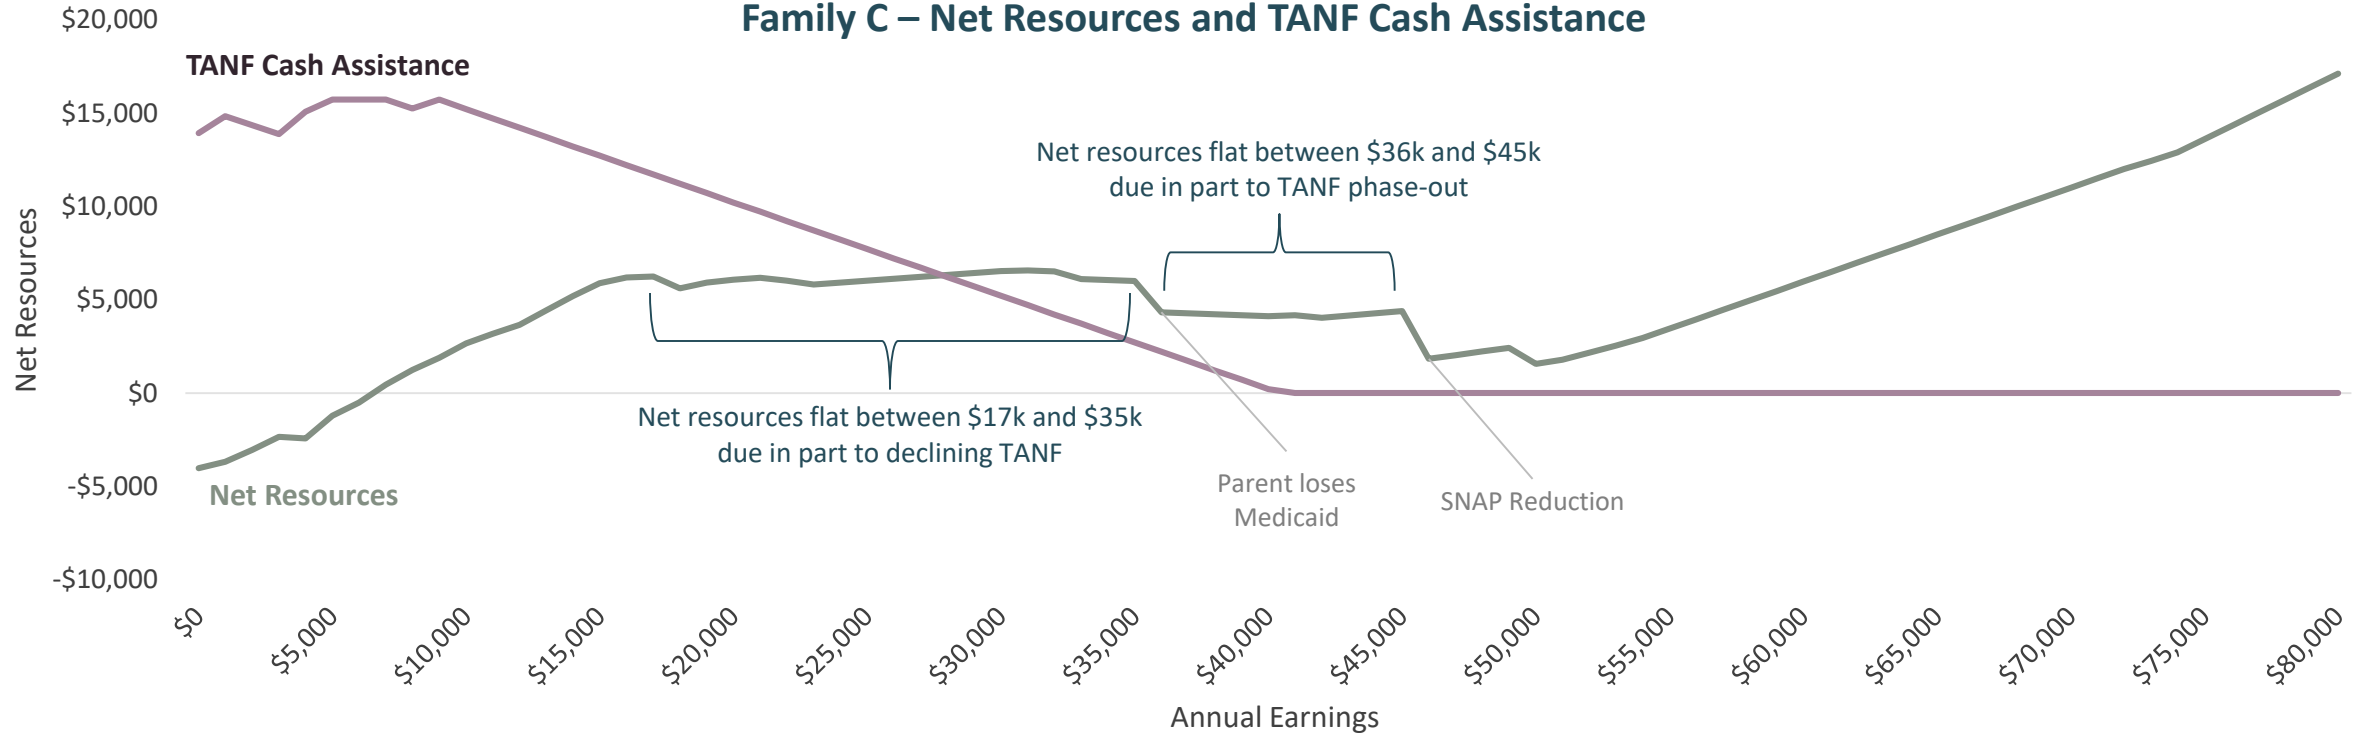 Family C – Net Resources and TANF Cash Assistance
$20,000
$15,000
$10,000
$5,000
$0
-$5,000
-$10,000
Net Resources
TANF Cash Assistance
Net resources flat between $36k and $45k
due in part to TANF phase-out
Net resources flat between $17k and $35k
due in part to declining TANF
Net Resources
Parent loses
Medicaid
SNAP Reduction
$0
$5,000
$10,000
$15,000
$20,000
$25,000
$30,000
$35,000
$40,000
$45,000
$50,000
$55,000
$60,000
$65,000
$70,000
$75,000
$80,000
Annual Earnings